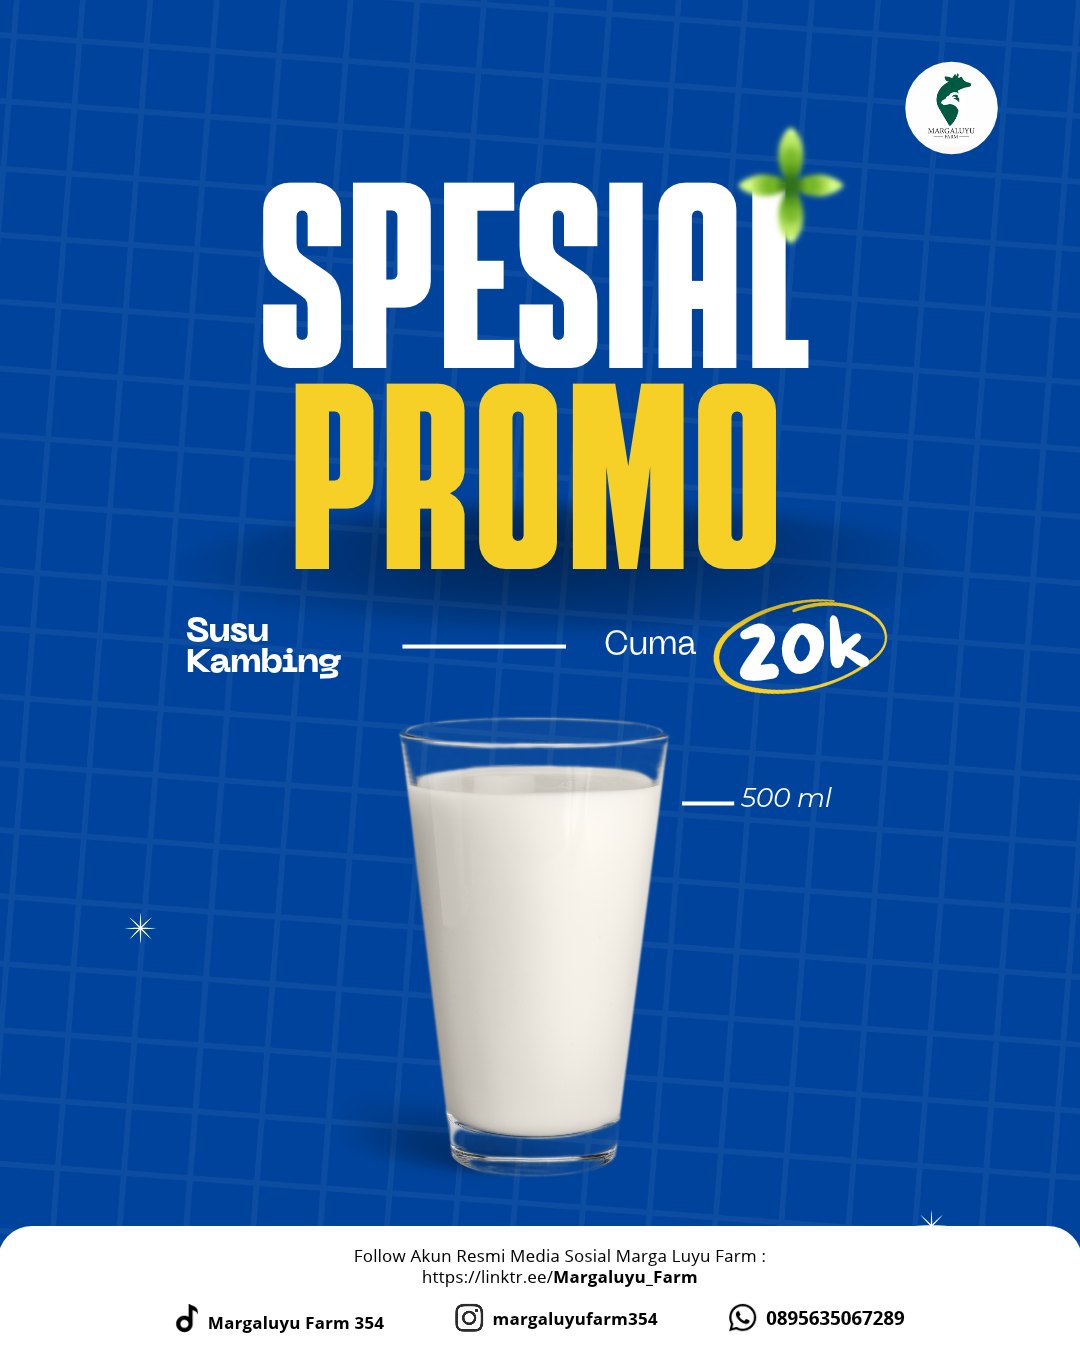 MARGALUYU
FARM
SPESIAL
PROMO
Susu
Kambing
Cuma 20k
500 ml
Follow Akun Resmi Media Sosial Marga Luyu Farm :
https://linktr.ee/Margaluyu_Farm
Margaluyu Farm 354
margaluyufarm354
0895635067289